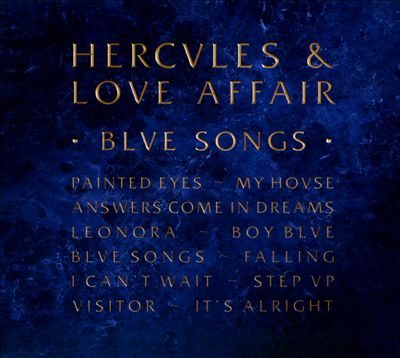 HERCVLES &
LOVE AFFAIR
· BLVE SONGS ·
PAINTED EYES ~ MY HOVSE
ANSWERS COME IN DREAMS
LEONORA ~ BOY BLVE
BLVE SONGS ~ FALLING
I CAN'T WAIT ~ STEP VP
VISITOR ~ IT'S ALRIGHT